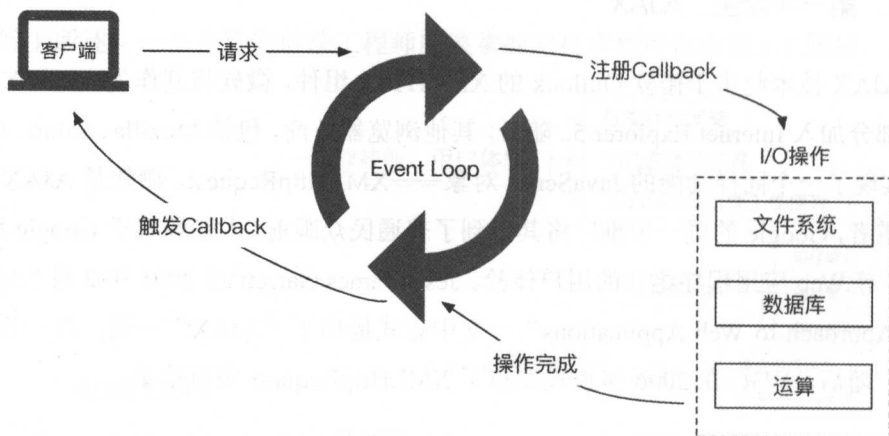 客户端
请求
注册Callback
I/O操作
Event Loop
文件系统
触发Callback
数据库
操作完成
运算